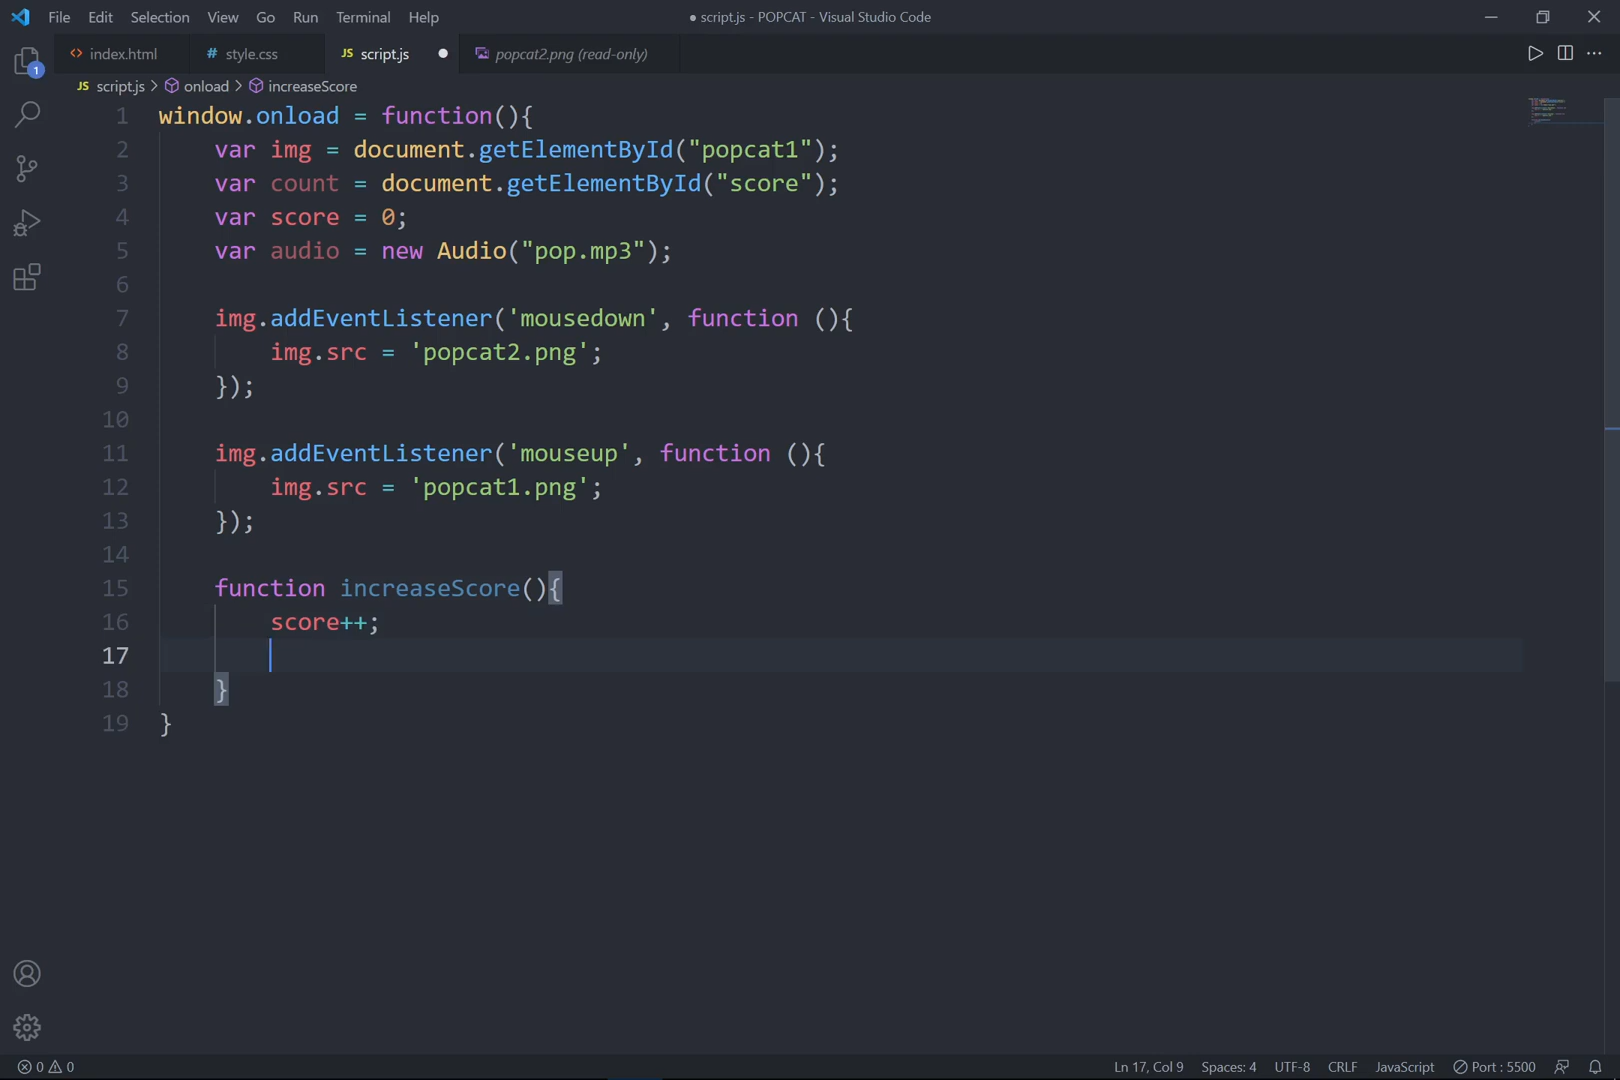 File Edit Selection View Go Run Terminal Help
● script.js - POPCAT - Visual Studio Code
1
index.html
# style.css
JS script.js ●
popcat2.png (read-only)
JS script.js > onload > increaseScore
1 window.onload = function(){
2 var img = document.getElementById("popcat1");
3 var count = document.getElementById("score");
4 var score = 0;
5 var audio = new Audio("pop.mp3");
6
7 img.addEventListener('mousedown', function (){
8 img.src = 'popcat2.png';
9 });
10
11 img.addEventListener('mouseup', function (){
12 img.src = 'popcat1.png';
13 });
14
15 function increaseScore(){
16 score++;
17
18 }
19 }
0 0
Ln 17, Col 9 Spaces: 4 UTF-8 CRLF JavaScript Port : 5500